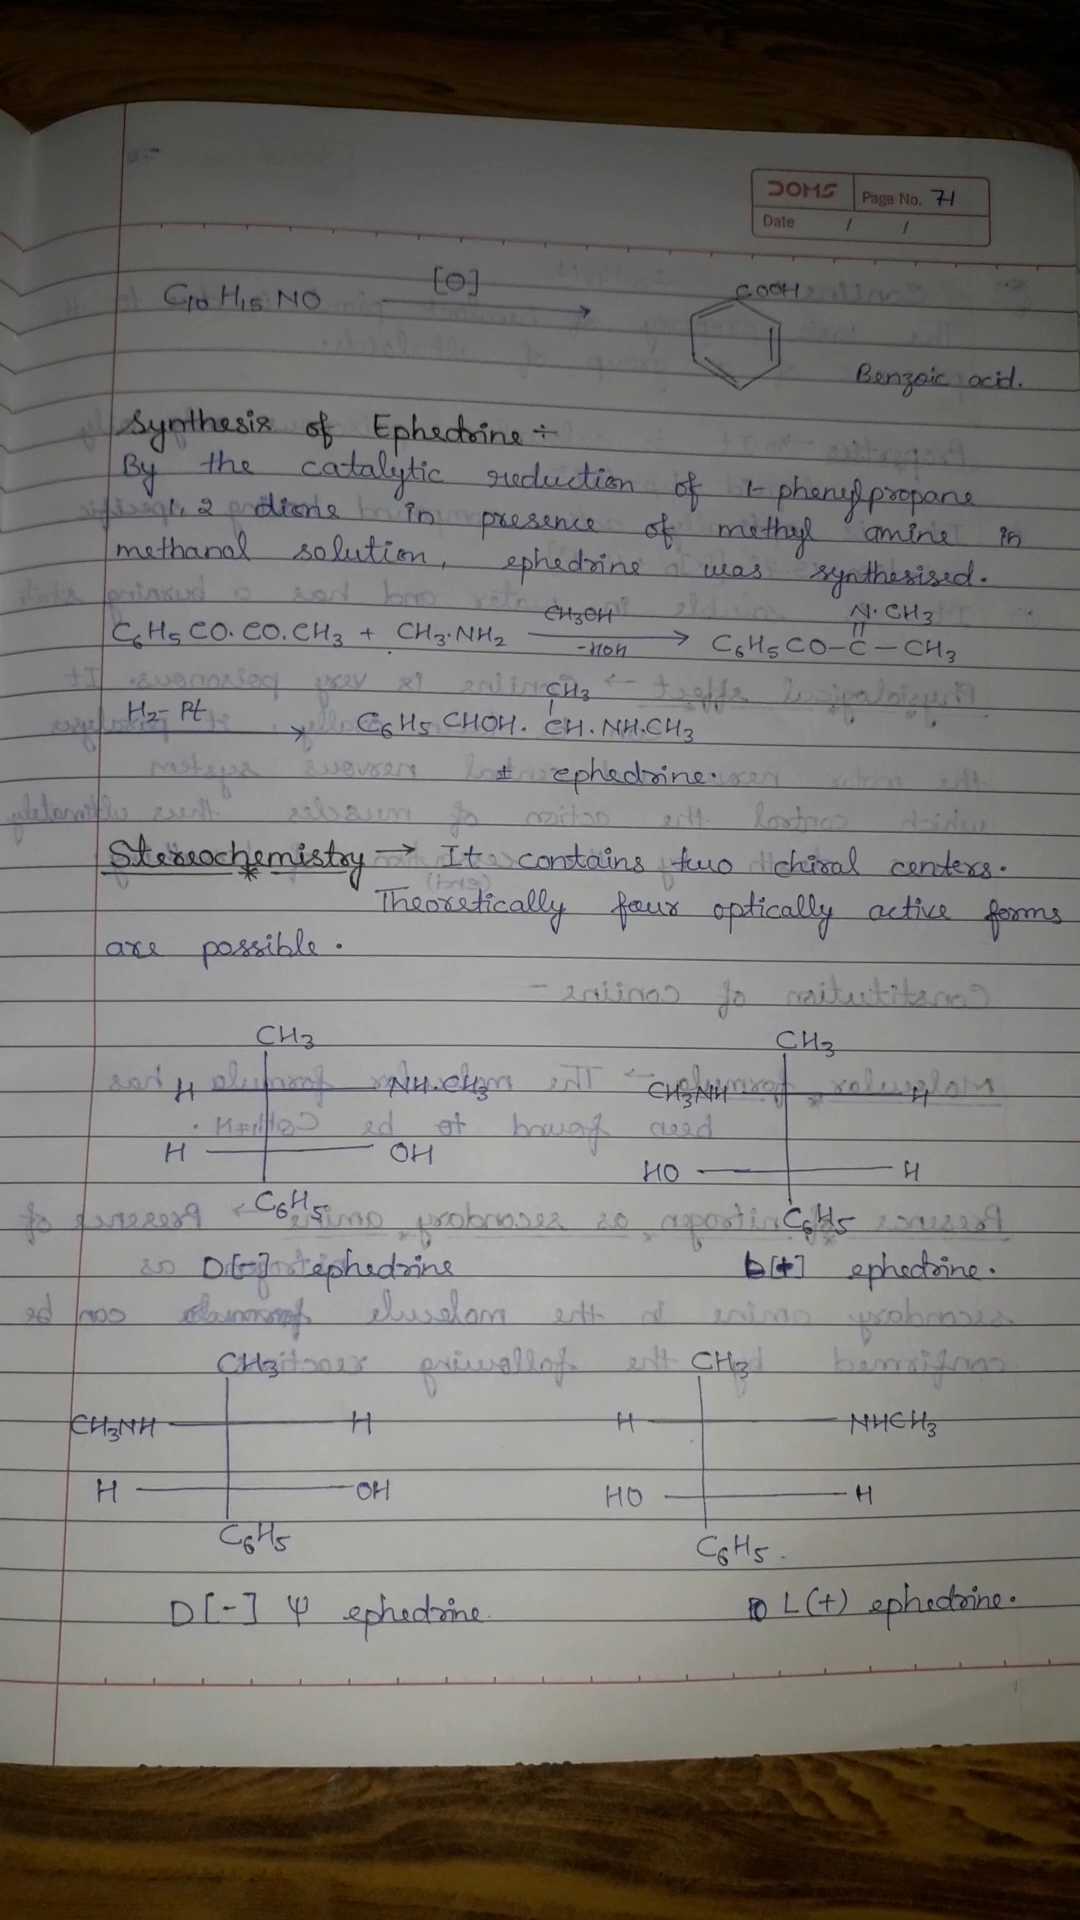 DOMS Page No. 71
Date / /
C10 H15 NO [O] → COOH
Benzoic acid.
Synthesis of Ephedrine ÷
By the catalytic reduction of 1-phenylpropane
1, 2 dione in presence of methyl amine in
methanol solution, ephedrine was synthesised.
C6H5 CO. CO. CH3 + CH3. NH2 CH3OH -HOH → C6H5 CO-C-CH3
N. CH3
H2- Pt → C6H5 CHOH. CH. NH. CH3
CH3
± ephedrine.
Stereochemistry → It contains two chiral centers.
Theoretically four optically active forms
are possible.
CH3 CH3
H NH.CH3 CH3NH H
H OH HO H
C6H5 C6H5
D[-] ephedrine [+] ephedrine.
CH3 CH3
CH3NH H H NHCH3
H OH HO H
C6H5 C6H5.
D[-] ψ ephedrine. L(+) ephedrine.